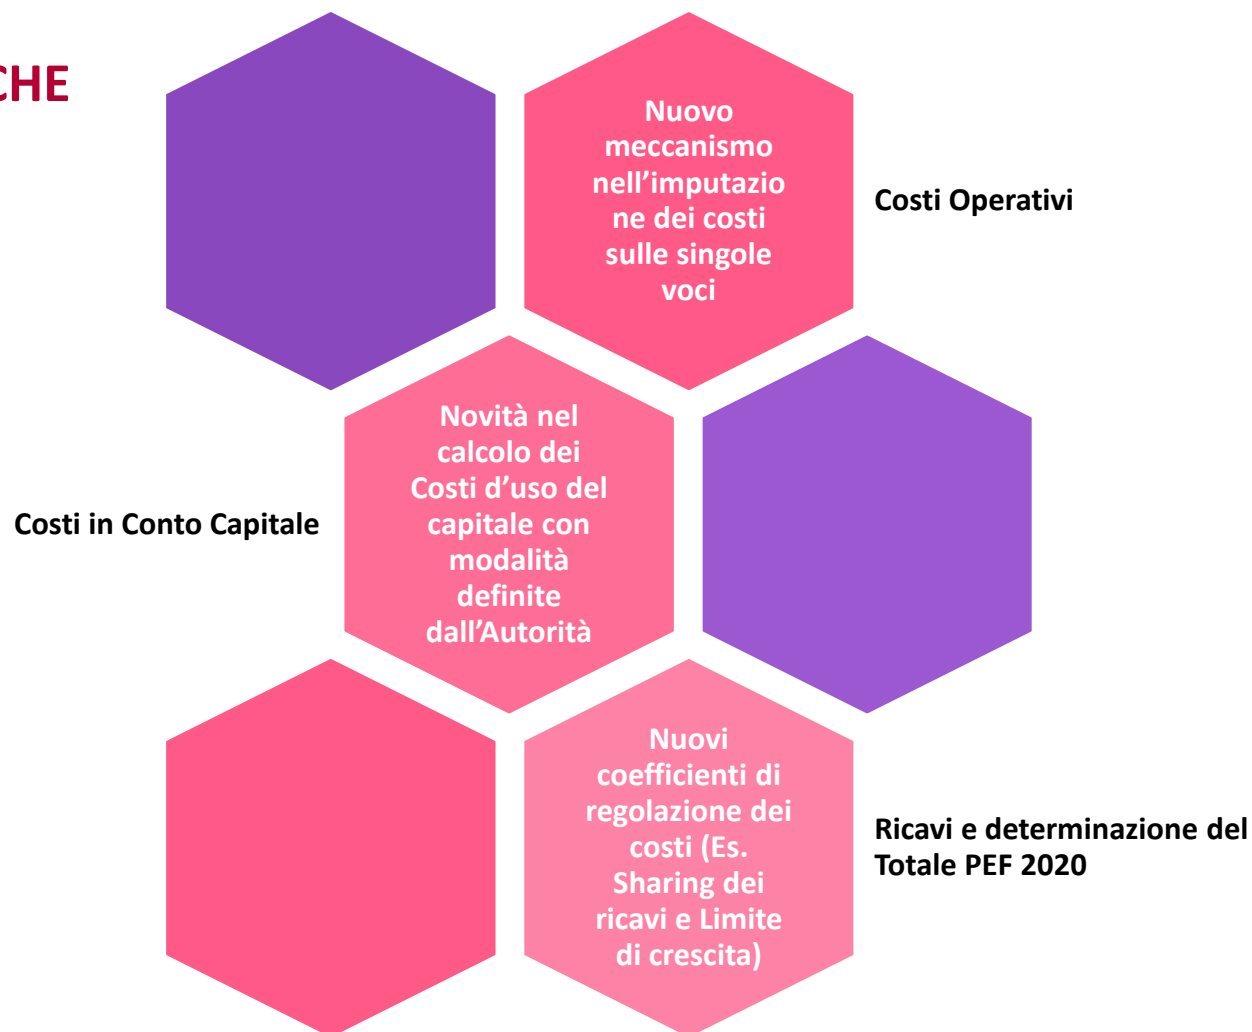 CHE
Nuovo
meccanismo
nell’imputazio
ne dei costi
sulle singole
voci
Costi Operativi
Novità nel
calcolo dei
Costi d’uso del
capitale con
modalità
definite
dall’Autorità
Costi in Conto Capitale
Nuovi
coefficienti di
regolazione dei
costi (Es.
Sharing dei
ricavi e Limite
di crescita)
Ricavi e determinazione del
Totale PEF 2020